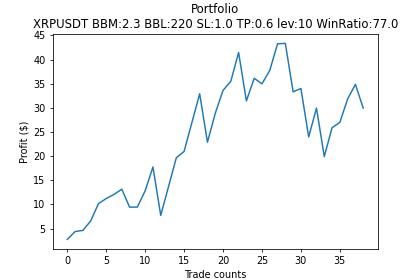 Portfolio
XRPUSDT BBM:2.3 BBL:220 SL:1.0 TP:0.6 lev:10 WinRatio:77.0
45
40
35
30
25
20
15
10
5
Profit ($)
0 5 10 15 20 25 30 35
Trade counts